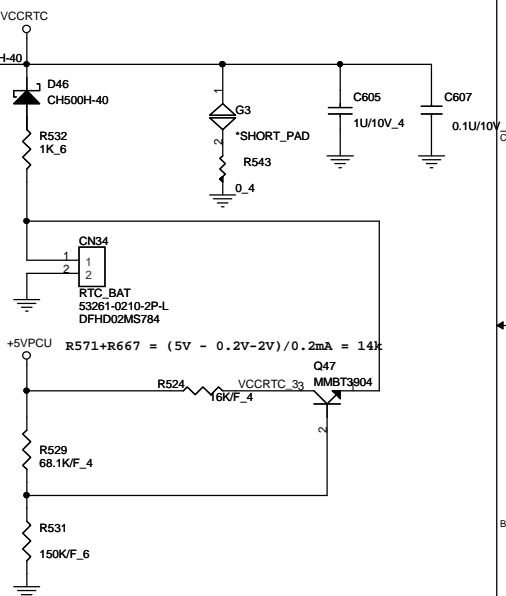 VCCRTC
H-40
D46
CH500H-40
R532
1K_6
1
G3
*SHORT_PAD
2
R543
0_4
C605
1U/10V_4
C607
0.1U/10V
C
CN34
1
2
1
2
RTC_BAT
53261-0210-2P-L
DFHD02MS784
+5VPCU
R571+R667 = (5V - 0.2V-2V)/0.2mA = 14k
Q47
MMBT3904
R524
16K/F_4
VCCRTC_3
3
1
2
R529
68.1K/F_4
R531
150K/F_6
B